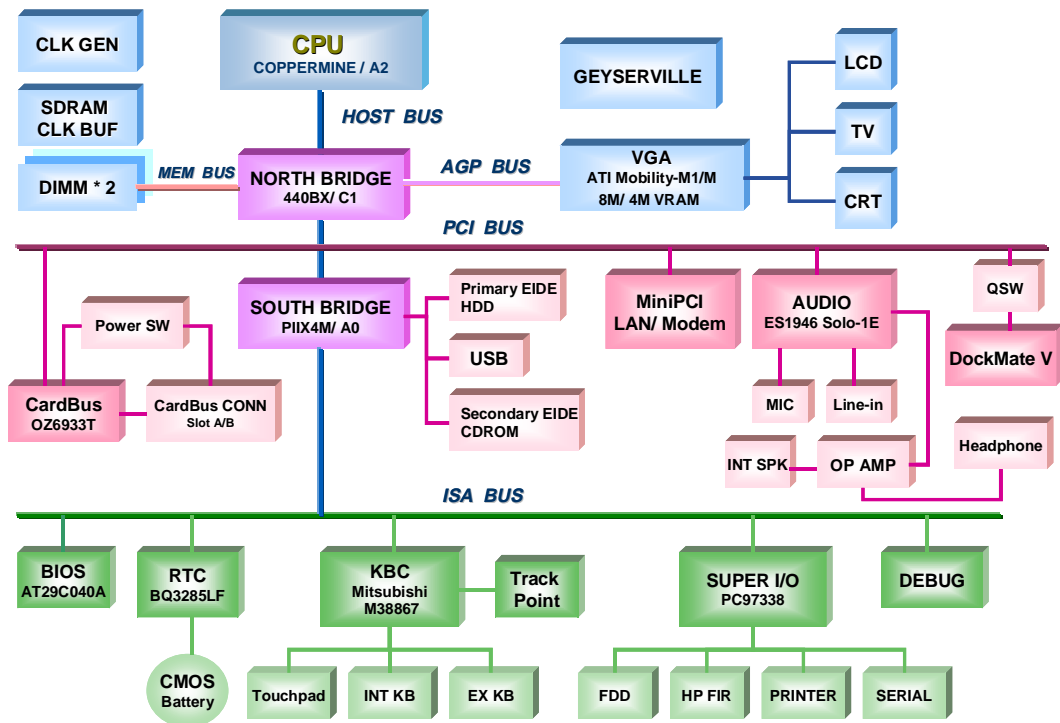 CLK GEN
CPU
COPPERMINE / A2
GEYSERVILLE
LCD
SDRAM
CLK BUF
HOST BUS
TV
DIMM * 2
MEM BUS
NORTH BRIDGE
440BX/ C1
AGP BUS
VGA
ATI Mobility-M1/M
8M/ 4M VRAM
CRT
PCI BUS
Power SW
SOUTH BRIDGE
PIIX4M/ A0
Primary EIDE
HDD
USB
MiniPCI
LAN/ Modem
AUDIO
ES1946 Solo-1E
QSW
DockMate V
CardBus
OZ6933T
CardBus CONN
Slot A/B
Secondary EIDE
CDROM
MIC
Line-in
INT SPK
OP AMP
Headphone
ISA BUS
BIOS
AT29C040A
RTC
BQ3285LF
KBC
Mitsubishi
M38867
Track
Point
SUPER I/O
PC97338
DEBUG
CMOS
Battery
Touchpad
INT KB
EX KB
FDD
HP FIR
PRINTER
SERIAL